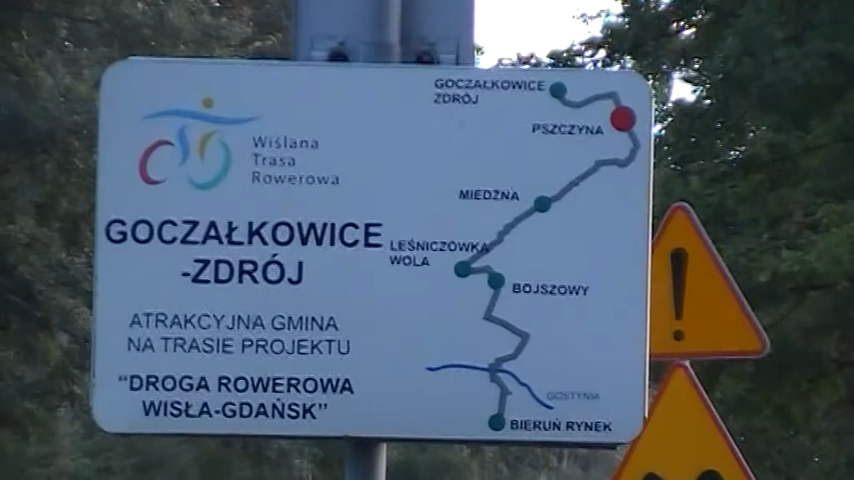 Wiślana
Trasa
Rowerowa
GOCZAŁKOWICE
-ZDRÓJ
ATRAKCYJNA GMINA
NA TRASIE PROJEKTU
"DROGA ROWEROWA
WISŁA-GDAŃSK"
GOCZAŁKOWICE
ZDRÓJ
PSZCZYNA
MIEDŹNA
LEŚNICZÓWKA
WOLA
BOJSZOWY
GOSTYNIA
BIERUŃ RYNEK